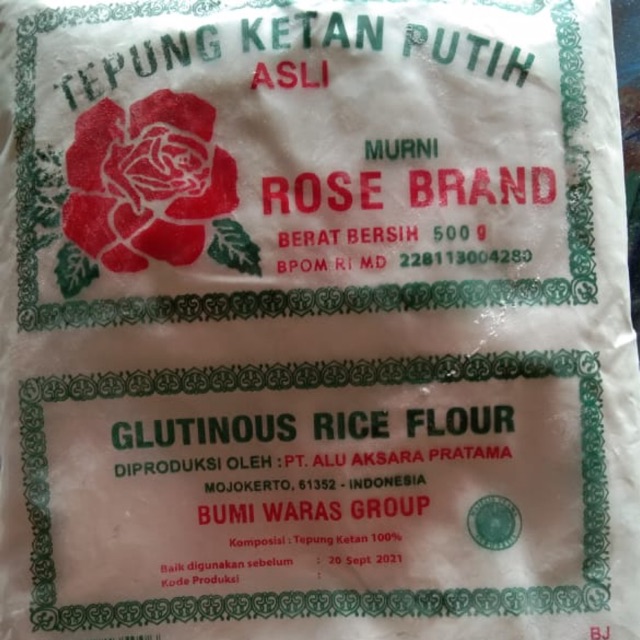 TEPUNG KETAN PUTIH
ASLI
MURNI
ROSE BRAND
BERAT BERSIH 500 g
BPOM RI MD 228113004280
GLUTINOUS RICE FLOUR
DIPRODUKSI OLEH : PT. ALU AKSARA PRATAMA
MOJOKERTO, 61352 - INDONESIA
BUMI WARAS GROUP
Komposisi : Tepung Ketan 100%
Baik digunakan sebelum : 20 Sept 2021
Kode Produksi :
BJ